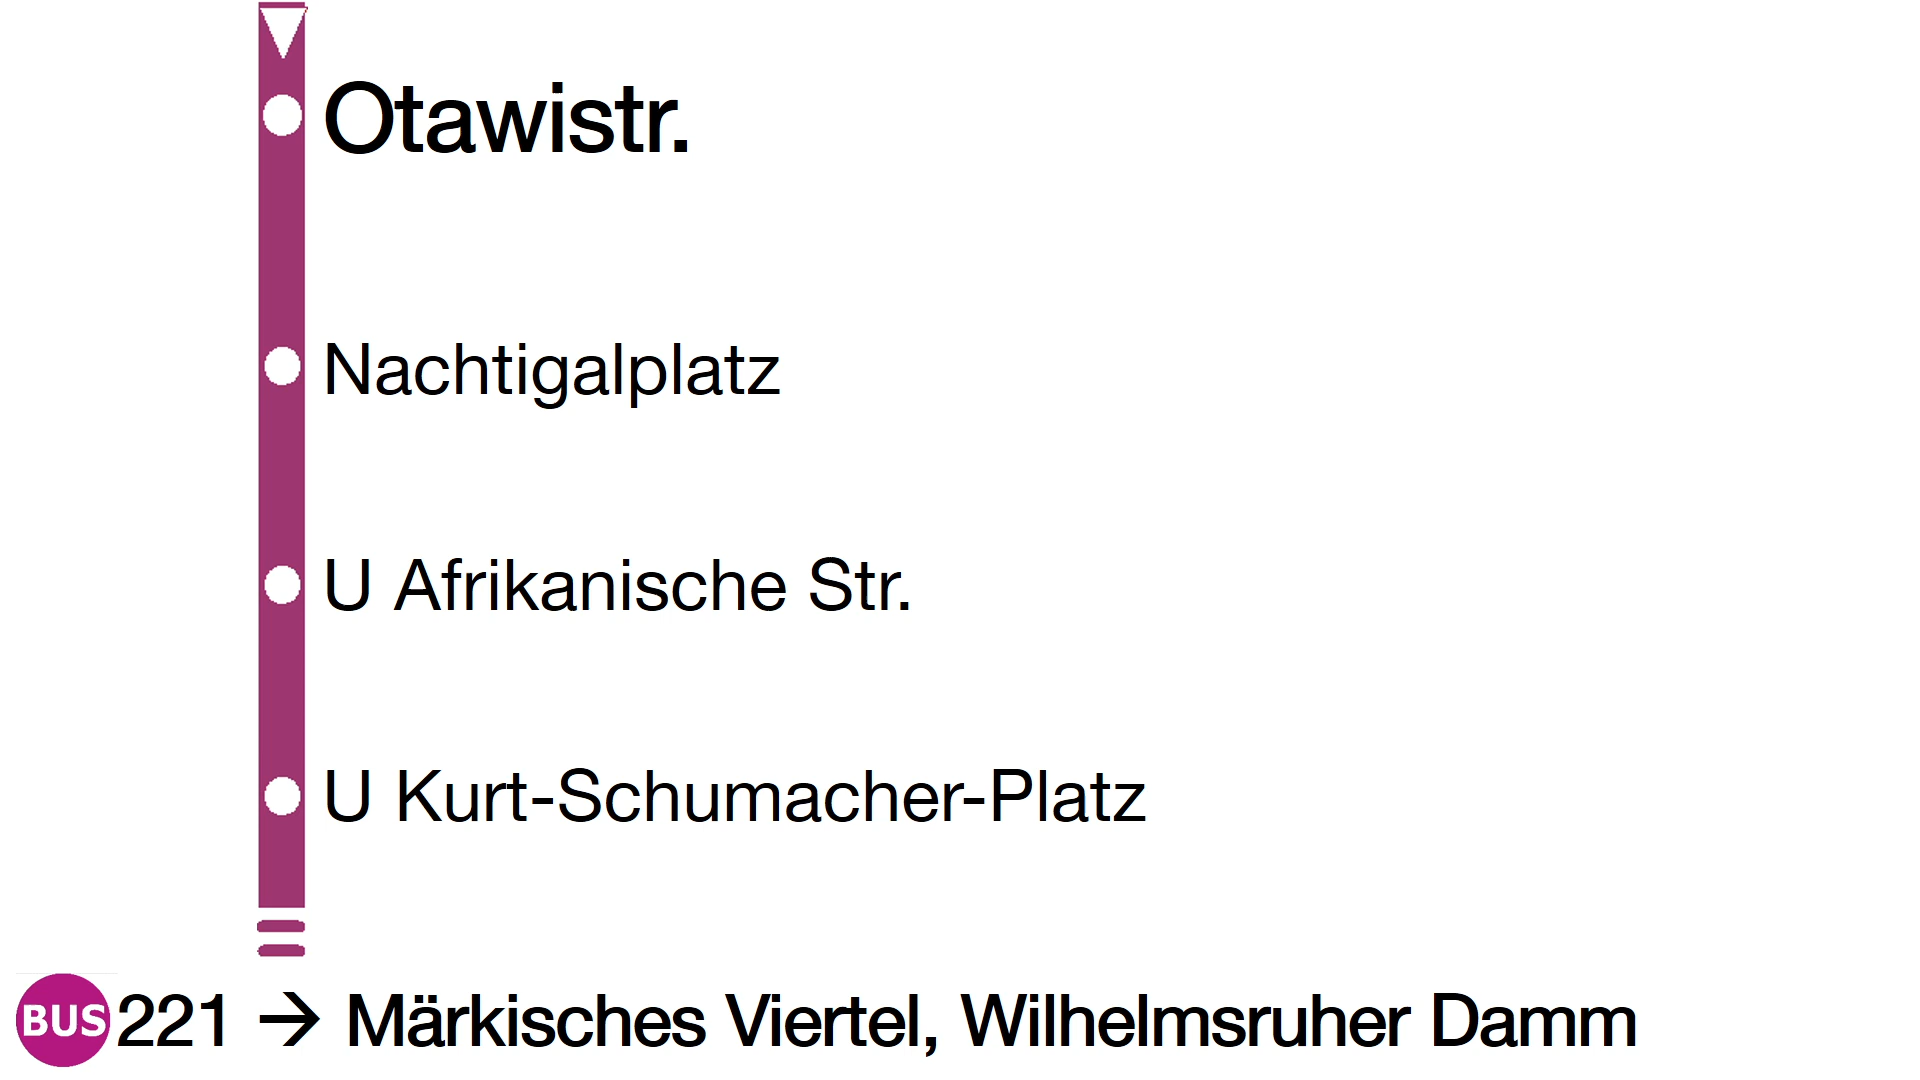 Otawistr.
Nachtigalplatz
U Afrikanische Str.
U Kurt-Schumacher-Platz
BUS 221 → Märkisches Viertel, Wilhelmsruher Damm